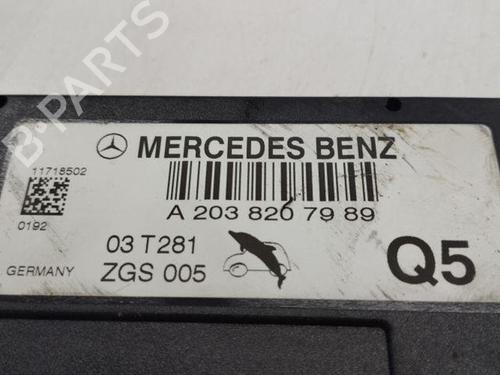 B-PARTS
MERCEDES BENZ
11718502
A 203 820 79 89
0192
03 T281
ZGS 005
GERMANY
Q5